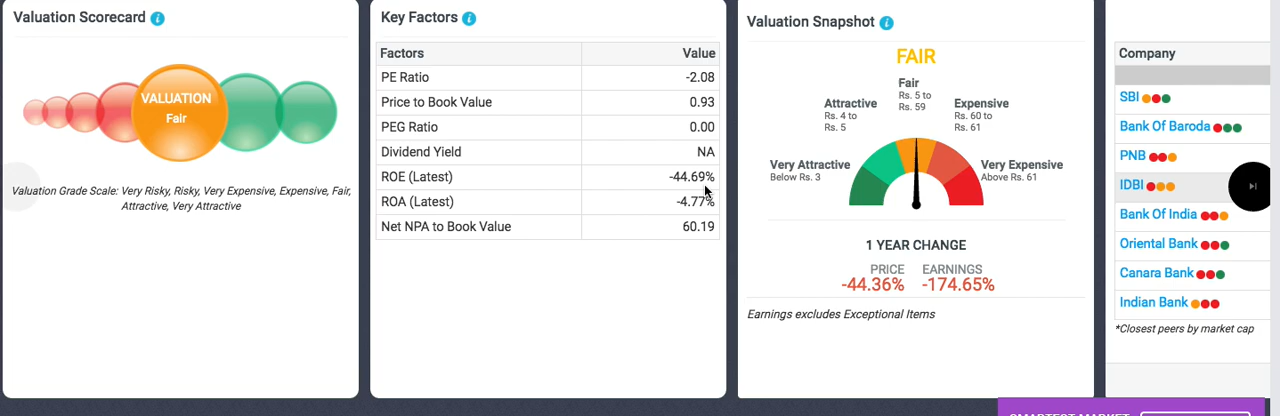 Valuation Scorecard
VALUATION
Fair
Valuation Grade Scale: Very Risky, Risky, Very Expensive, Expensive, Fair,
Attractive, Very Attractive
Key Factors
Factors Value
PE Ratio -2.08
Price to Book Value 0.93
PEG Ratio 0.00
Dividend Yield NA
ROE (Latest) -44.69%
ROA (Latest) -4.77%
Net NPA to Book Value 60.19
Valuation Snapshot
FAIR
Fair
Rs. 5 to
Rs. 59
Attractive
Rs. 4 to
Rs. 5
Expensive
Rs. 60 to
Rs. 61
Very Attractive
Below Rs. 3
Very Expensive
Above Rs. 61
1 YEAR CHANGE
PRICE EARNINGS
-44.36% -174.65%
Earnings excludes Exceptional Items
Company
SBI
Bank Of Baroda
PNB
IDBI
Bank Of India
Oriental Bank
Canara Bank
Indian Bank
*Closest peers by market cap